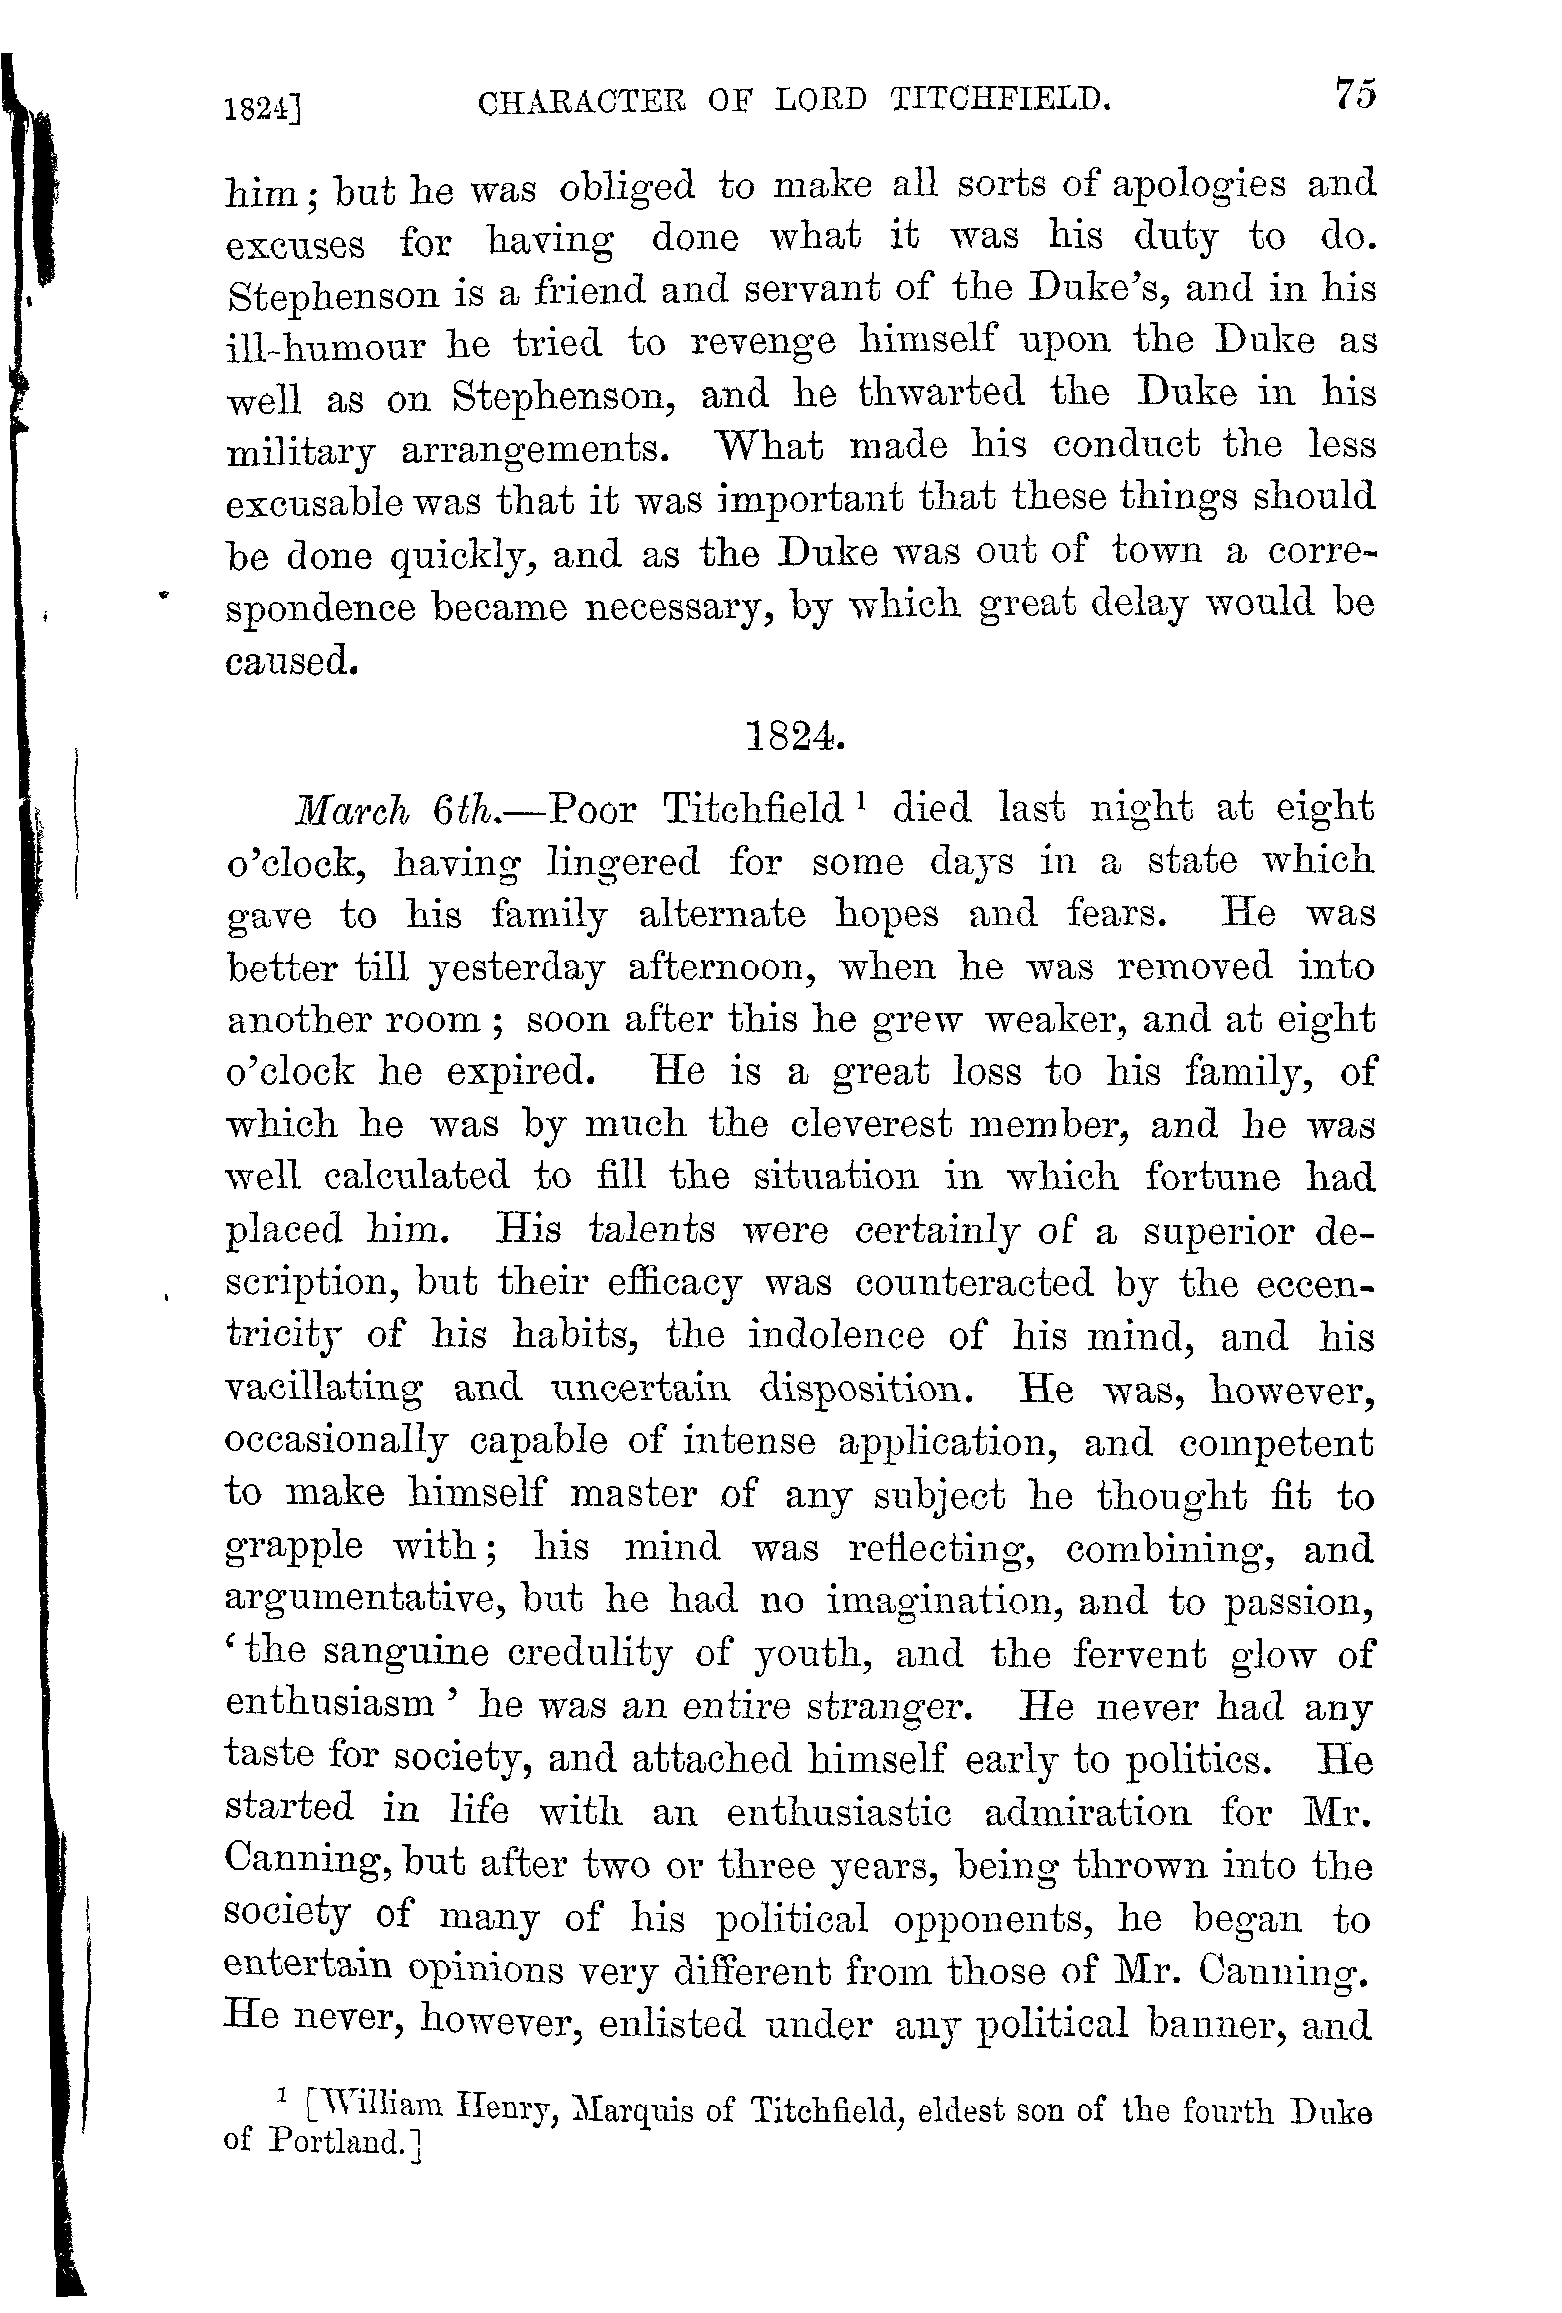 1824] CHARACTER OF LORD TITCHFIELD. 75
him; but he was obliged to make all sorts of apologies and
excuses for having done what it was his duty to do.
Stephenson is a friend and servant of the Duke's, and in his
ill-humour he tried to revenge himself upon the Duke as
well as on Stephenson, and he thwarted the Duke in his
military arrangements. What made his conduct the less
excusable was that it was important that these things should
be done quickly, and as the Duke was out of town a corre-
spondence became necessary, by which great delay would be
caused.
1824.
March 6th.—Poor Titchfield ¹ died last night at eight
o'clock, having lingered for some days in a state which
gave to his family alternate hopes and fears. He was
better till yesterday afternoon, when he was removed into
another room; soon after this he grew weaker, and at eight
o'clock he expired. He is a great loss to his family, of
which he was by much the cleverest member, and he was
well calculated to fill the situation in which fortune had
placed him. His talents were certainly of a superior de-
scription, but their efficacy was counteracted by the eccen-
tricity of his habits, the indolence of his mind, and his
vacillating and uncertain disposition. He was, however,
occasionally capable of intense application, and competent
to make himself master of any subject he thought fit to
grapple with; his mind was reflecting, combining, and
argumentative, but he had no imagination, and to passion,
‘the sanguine credulity of youth, and the fervent glow of
enthusiasm’ he was an entire stranger. He never had any
taste for society, and attached himself early to politics. He
started in life with an enthusiastic admiration for Mr.
Canning, but after two or three years, being thrown into the
society of many of his political opponents, he began to
entertain opinions very different from those of Mr. Canning.
He never, however, enlisted under any political banner, and
¹ [William Henry, Marquis of Titchfield, eldest son of the fourth Duke
of Portland.]